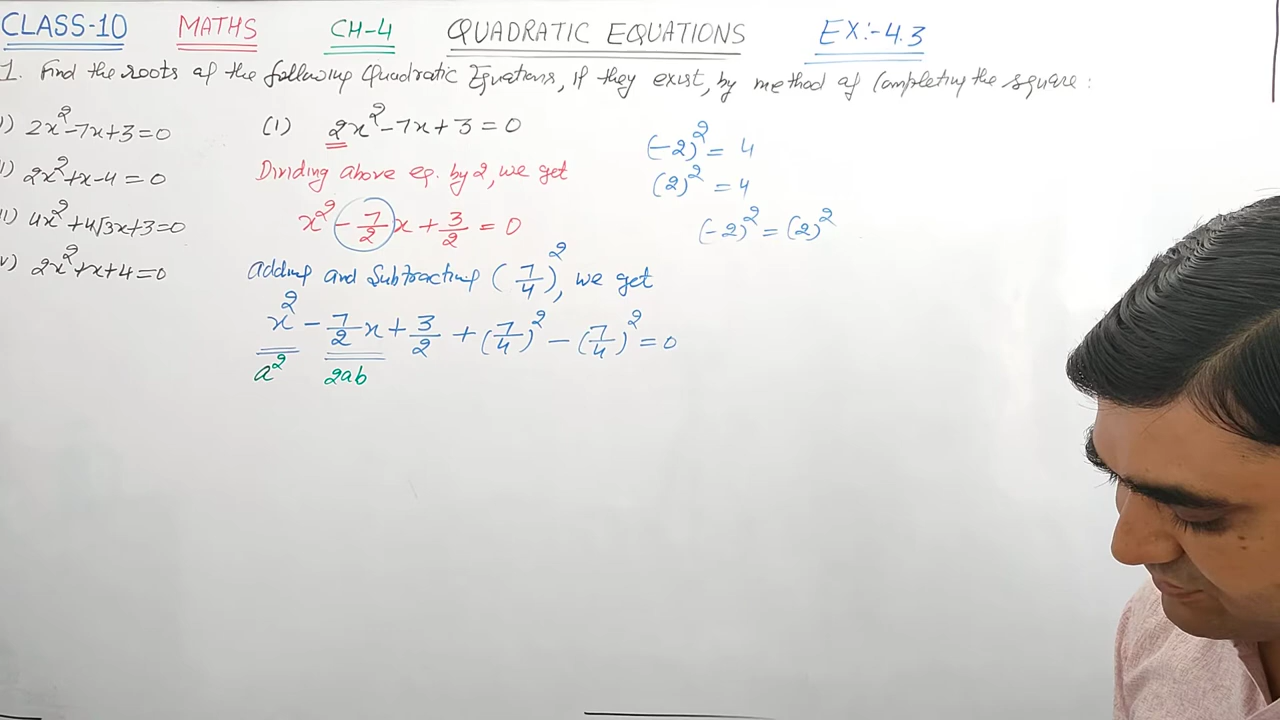 CLASS-10 MATHS CH-4 QUADRATIC EQUATIONS EX:-4.3
1. Find the roots of the following Quadratic Equations, if they exist, by method of Completing the square:
i) 2x²-7x+3=0
ii) 2x²+x-4=0
iii) 4x²+4√3x+3=0
iv) 2x²+x+4=0
(i) 2x²-7x+3=0
Dividing above eq. by 2, we get
x² - 7/2 x + 3/2 = 0
Adding and Subtracting (7/4)², we get
x² - 7/2 x + 3/2 + (7/4)² - (7/4)² = 0
a² 2ab
(-2)² = 4
(2)² = 4
(-2)² = (2)²